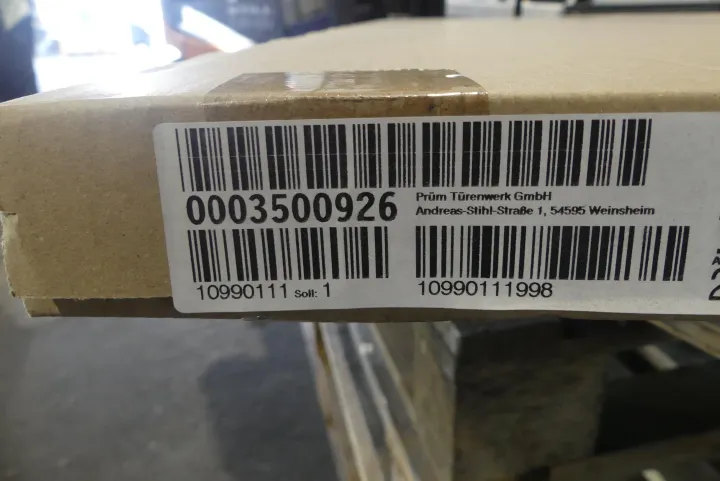 0003500926
Prüm Türenwerk GmbH
Andreas-Stihl-Straße 1, 54595 Weinsheim
10990111 Soll: 1
10990111998